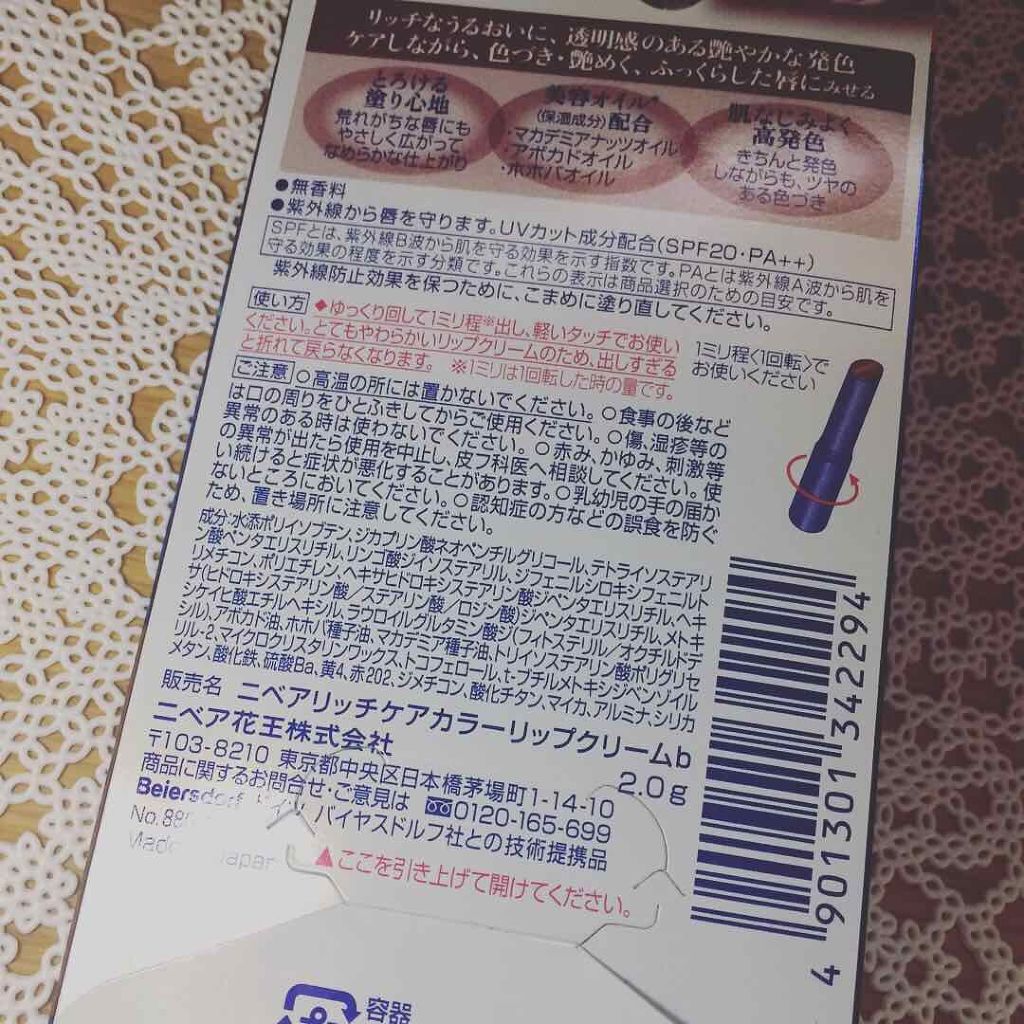 リッチなうるおいに、透明感のある艶やかな発色
ケアしながら、色づき・艶めく、ふっくらした唇にみせる
とろける
塗り心地
荒れがちな唇にも
やさしく広がって
なめらかな仕上がり
美容オイル*
(保湿成分)配合
・マカデミアナッツオイル
・アボカドオイル
・ホホバオイル
肌なじみよく
高発色
きちんと発色
しながらも、ツヤの
ある色づき
●無香料
●紫外線から唇を守ります。UVカット成分配合(SPF20・PA++)
SPFとは、紫外線B波から肌を守る効果を示す指数です。PAとは紫外線A波から肌を
守る効果の程度を示す分類です。これらの表示は商品選択のための目安です。
紫外線防止効果を保つために、こまめに塗り直してください。
使い方 ◆ゆっくり回して1ミリ程※出し、軽いタッチでお使い
ください。とてもやわらかいリップクリームのため、出しすぎる
と折れて戻らなくなります。 ※1ミリは1回転した時の量です。
1ミリ程<1回転>で
お使いください
ご注意 ○高温の所には置かないでください。○食事の後など
は口の周りをひとふきしてからご使用ください。○傷、湿疹等の
異常のある時は使わないでください。○赤み、かゆみ、刺激等
の異常が出たら使用を中止し、皮フ科医へ相談してください。使
い続けると症状が悪化することがあります。○乳幼児の手の届か
ないところにおいてください。○認知症の方などの誤食を防ぐ
ため、置き場所に注意してください。
成分:水添ポリイソブテン、ジカプリン酸ネオペンチルグリコール、テトライソステアリ
ン酸ペンタエリスリチル、リンゴ酸ジイソステアリル、ジフェニルシロキシフェニルト
リメチコン、ポリエチレン、ヘキサヒドロキシステアリン酸ジペンタエリスリチル、ヘキ
サ(ヒドロキシステアリン酸/ステアリン酸/ロジン酸)ジペンタエリスリチル、メトキ
シケイヒ酸エチルヘキシル、ラウロイルグルタミン酸ジ(フィトステリル/オクチルドデ
シル)、アボカド油、ホホバ種子油、マカデミア種子油、トリイソステアリン酸ポリグリセ
リル-2、マイクロクリスタリンワックス、トコフェロール、t-ブチルメトキシジベンゾイル
メタン、酸化鉄、硫酸Ba、黄4、赤202、ジメチコン、酸化チタン、マイカ、アルミナ、シリカ
販売名 ニベアリッチケアカラーリップクリームb
2.0g
ニベア花王株式会社
〒103-8210 東京都中央区日本橋茅場町1-14-10
商品に関するお問合せ・ご意見は 0120-165-699
Beiersdorf ドイツ バイヤスドルフ社との技術提携品
▲ここを引き上げて開けてください。
4 901301 342294
容器